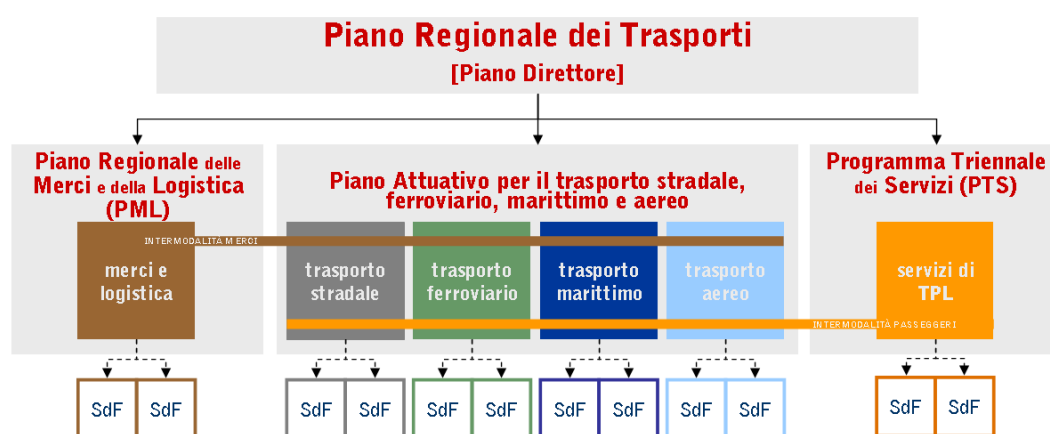 Piano Regionale dei Trasporti
[Piano Direttore]
Piano Regionale delle
Merci e della Logistica
(PML)
Piano Attuativo per il trasporto stradale,
ferroviario, marittimo e aereo
Programma Triennale
dei Servizi (PTS)
INTERMODALITÀ MERCI
merci e
logistica
trasporto
stradale
trasporto
ferroviario
trasporto
marittimo
trasporto
aereo
servizi di
TPL
INTERMODALITÀ PASSEGGERI
SdF SdF SdF SdF SdF SdF SdF SdF SdF SdF SdF SdF